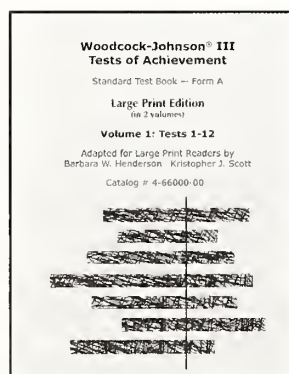 Woodcock-Johnson® III
Tests of Achievement
Standard Test Book – Form A
Large Print Edition
(in 2 volumes)
Volume 1: Tests 1-12
Adapted for Large Print Readers by
Barbara W. Henderson Kristopher J. Scott
Catalog # 4-66000-00